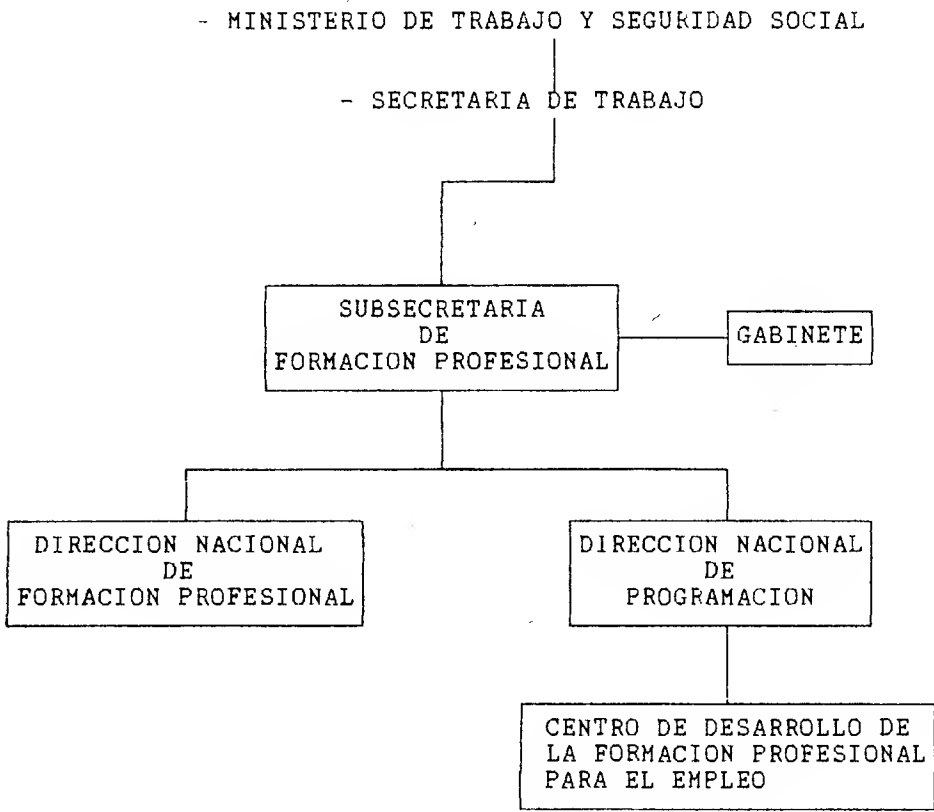 - MINISTERIO DE TRABAJO Y SEGURIDAD SOCIAL
- SECRETARIA DE TRABAJO
SUBSECRETARIA
DE
FORMACION PROFESIONAL
GABINETE
DIRECCION NACIONAL
DE
FORMACION PROFESIONAL
DIRECCION NACIONAL
DE
PROGRAMACION
CENTRO DE DESARROLLO DE
LA FORMACION PROFESIONAL
PARA EL EMPLEO